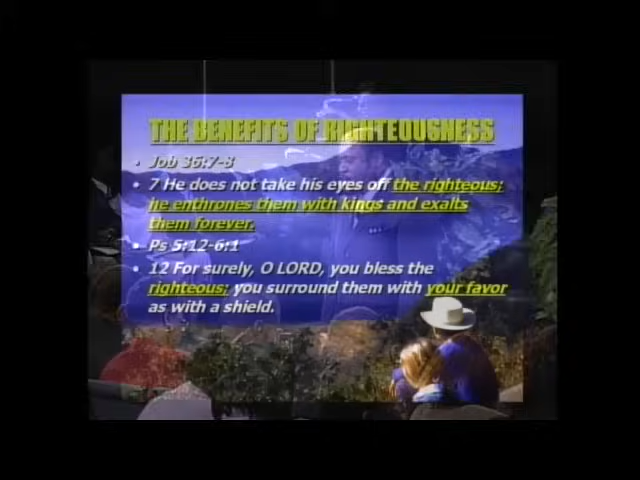 THE BENEFITS OF RIGHTEOUSNESS
• Job 36:7-8
• 7 He does not take his eyes off the righteous;
he enthrones them with kings and exalts
them forever.
• Ps 5:12-6:1
• 12 For surely, O LORD, you bless the
righteous; you surround them with your favor
as with a shield.